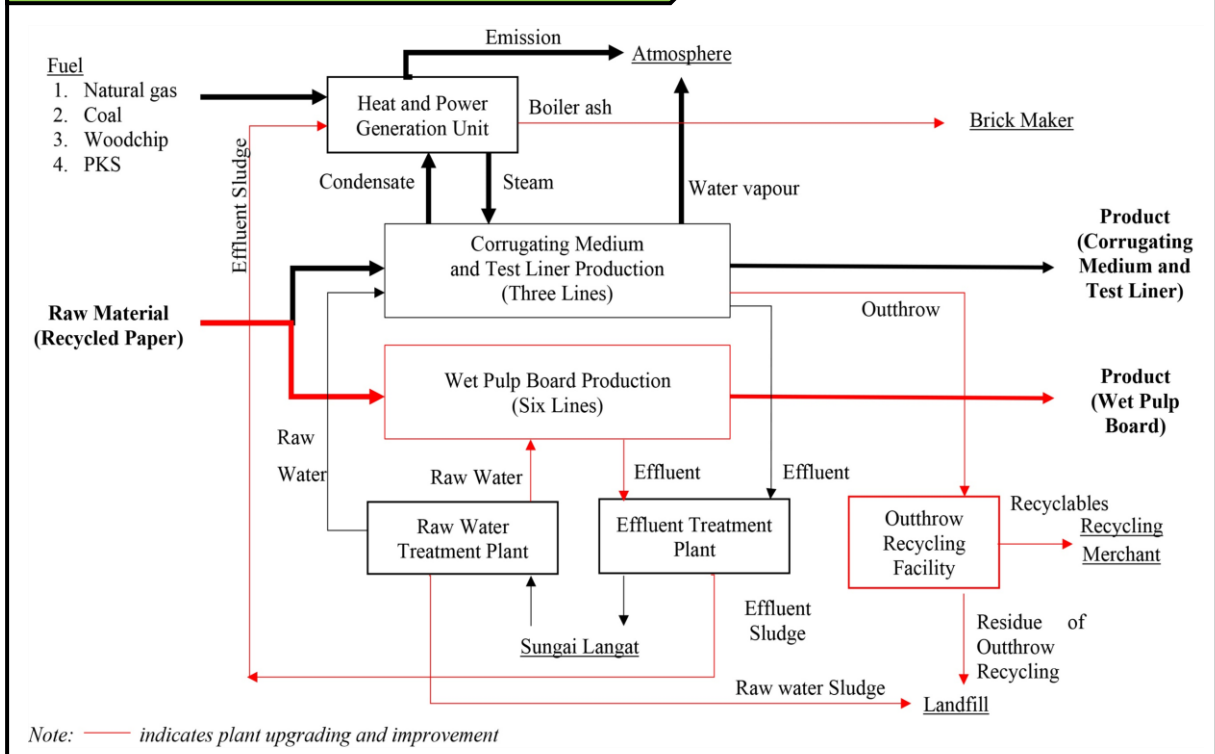 Emission
Atmosphere
Fuel
1. Natural gas
2. Coal
3. Woodchip
4. PKS
Heat and Power
Generation Unit
Boiler ash
Brick Maker
Effluent Sludge
Condensate
Steam
Water vapour
Corrugating Medium
and Test Liner Production
(Three Lines)
Product
(Corrugating
Medium and
Test Liner)
Raw Material
(Recycled Paper)
Outthrow
Wet Pulp Board Production
(Six Lines)
Product
(Wet Pulp
Board)
Raw
Water
Raw Water
Effluent
Effluent
Raw Water
Treatment Plant
Effluent Treatment
Plant
Outthrow
Recycling
Facility
Recyclables
Recycling
Merchant
Effluent
Sludge
Sungai Langat
Residue of
Outthrow
Recycling
Raw water Sludge
Landfill
Note: indicates plant upgrading and improvement